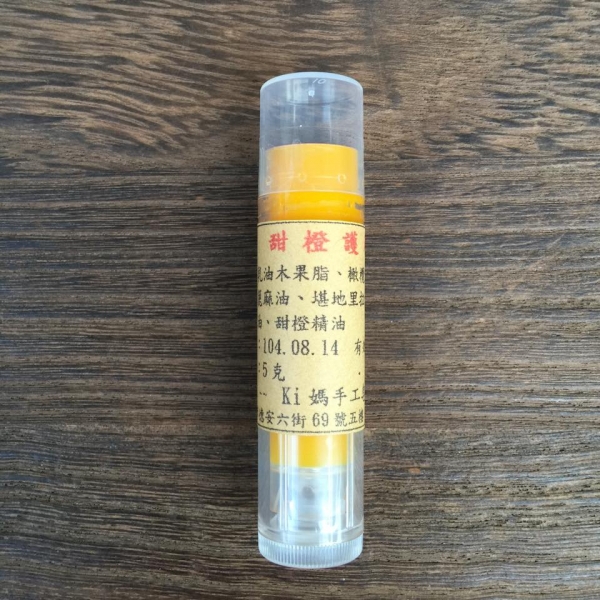 甜橙護
油木果脂、橄
麻油、堪地里
、甜橙精油
:104.08.14 有
:5克
Ki媽手工
安六街69號五樓